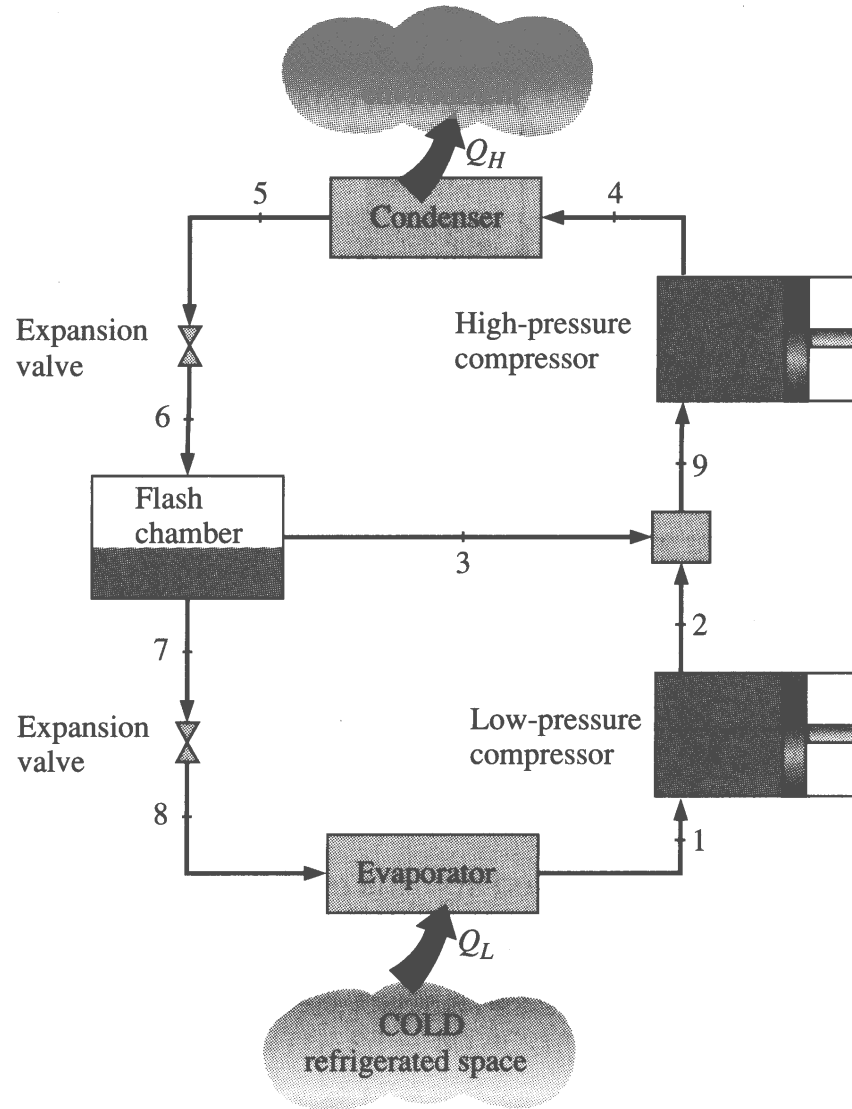 Q_H
5
Condenser
4
Expansion
valve
High-pressure
compressor
6
9
Flash
chamber
3
2
7
Expansion
valve
Low-pressure
compressor
8
1
Evaporator
Q_L
COLD
refrigerated space